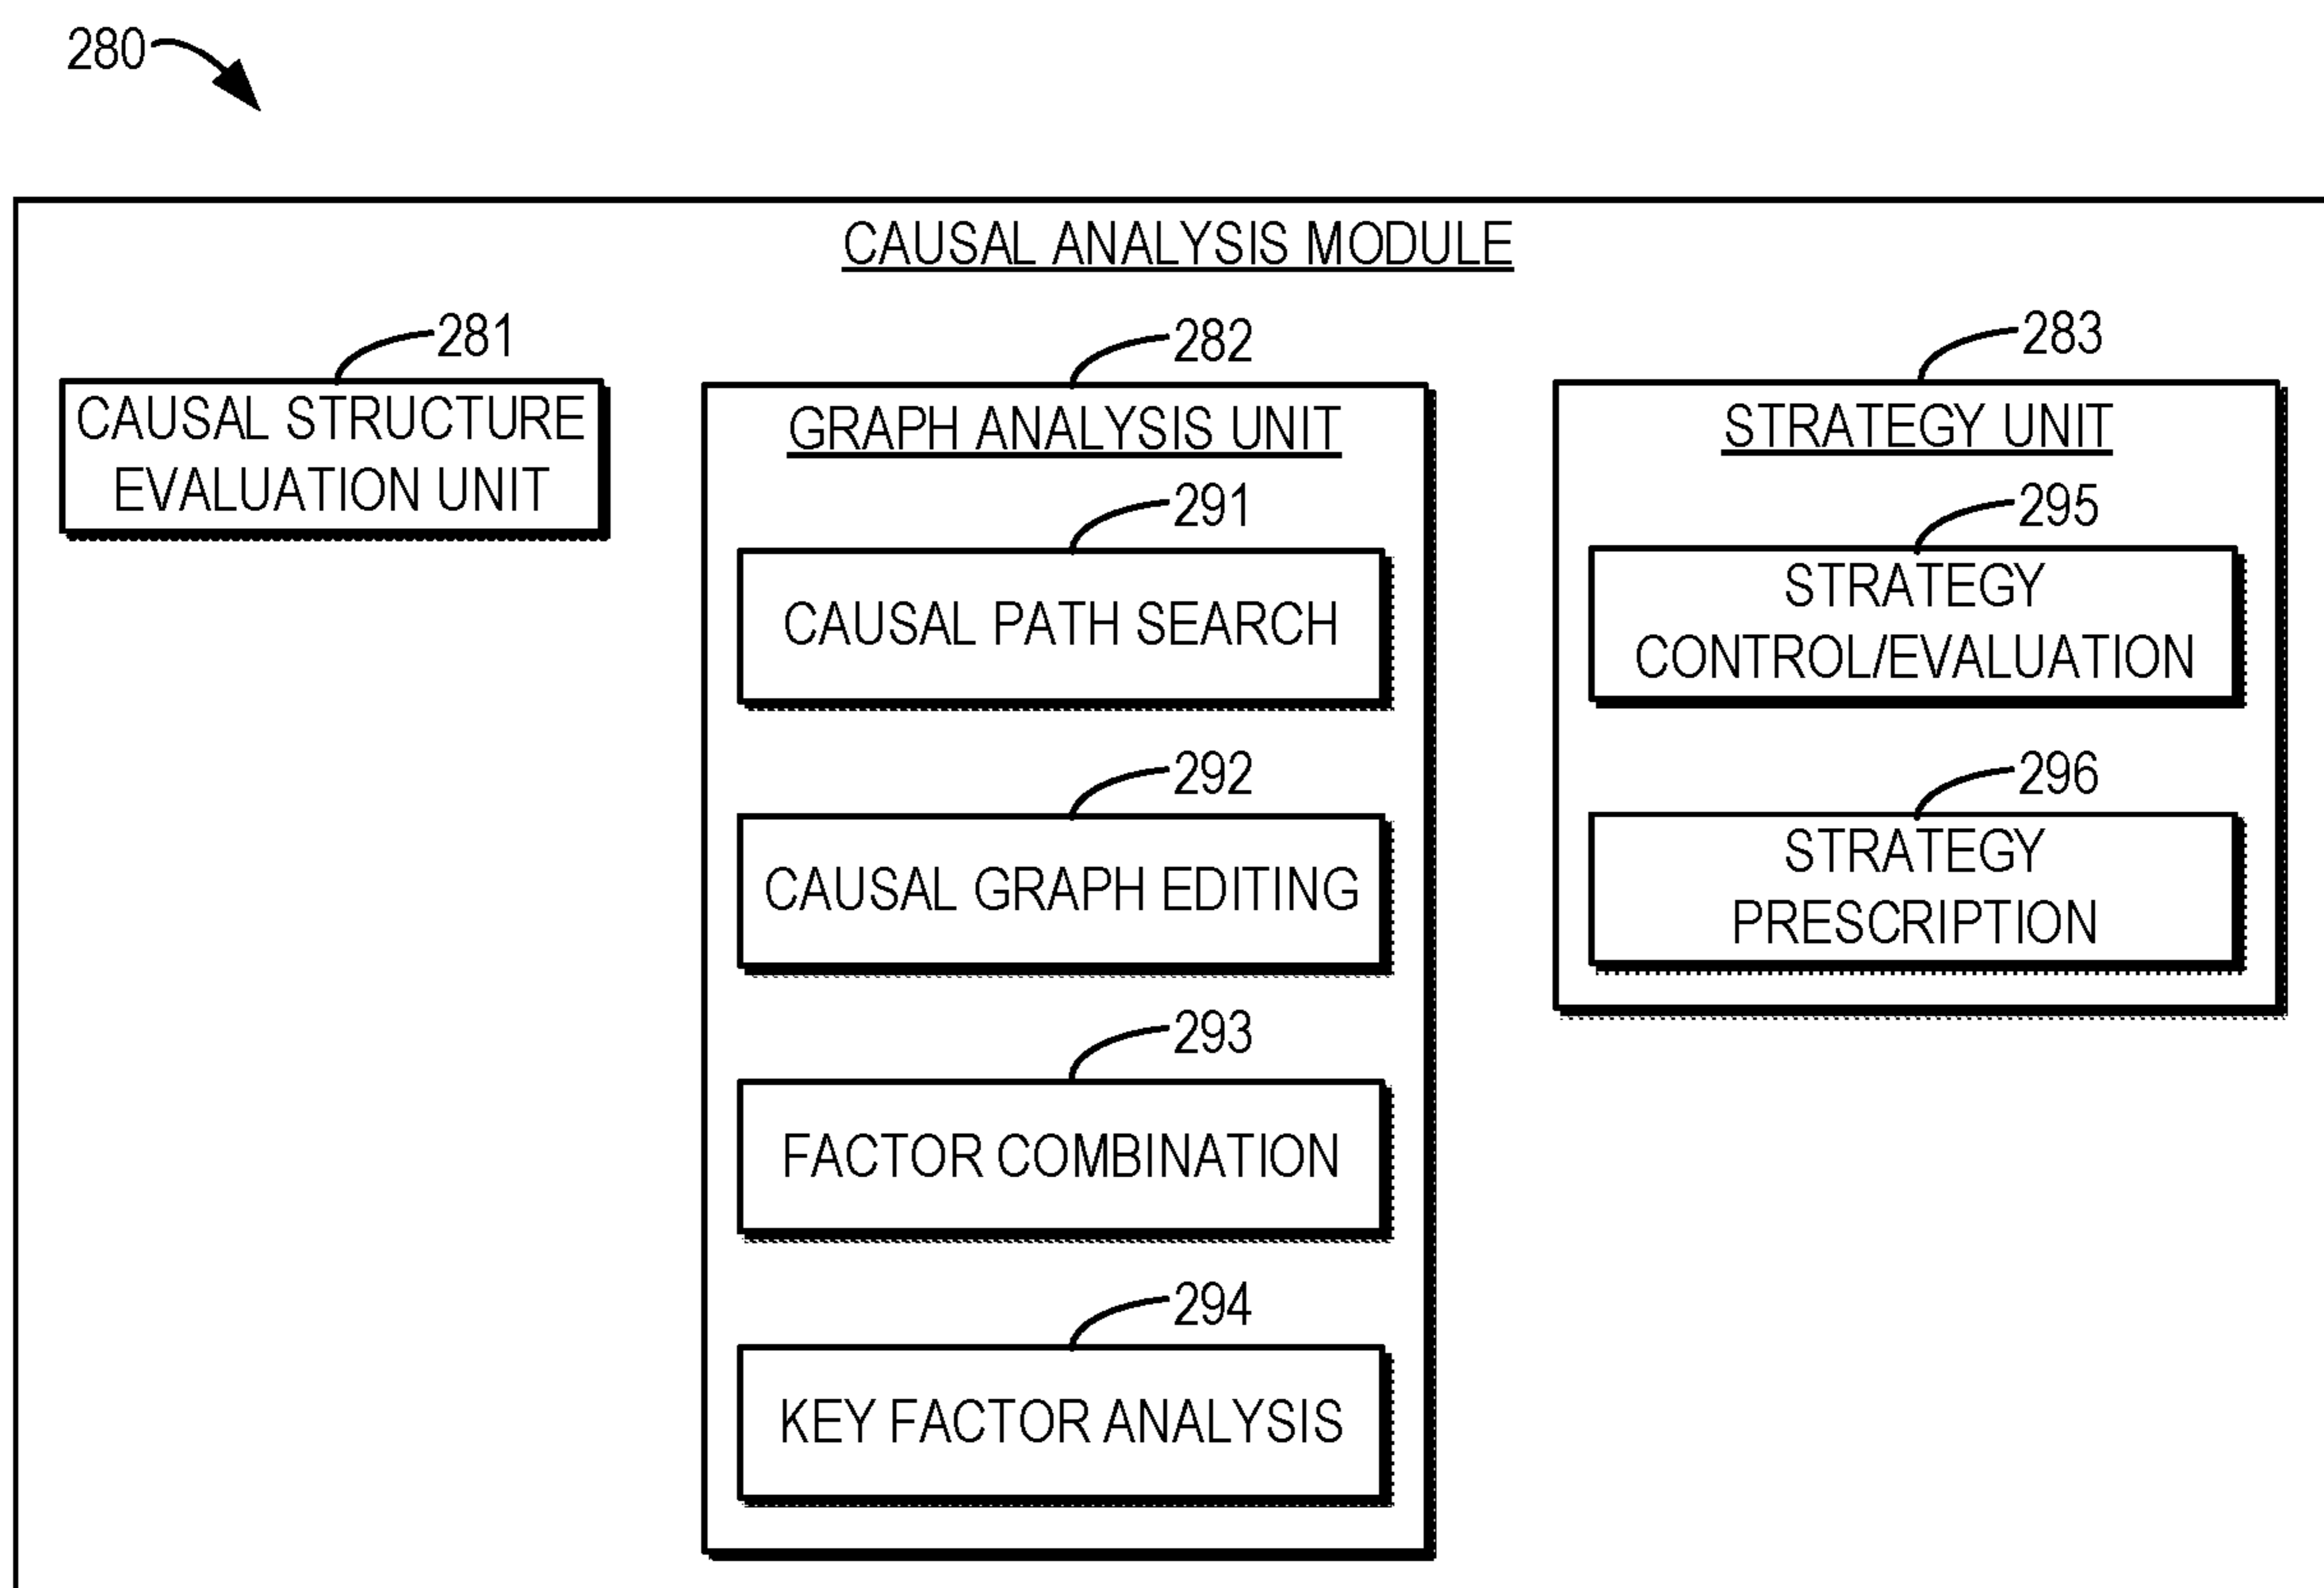 280
CAUSAL ANALYSIS MODULE
281
CAUSAL STRUCTURE
EVALUATION UNIT
282
GRAPH ANALYSIS UNIT
291
CAUSAL PATH SEARCH
292
CAUSAL GRAPH EDITING
293
FACTOR COMBINATION
294
KEY FACTOR ANALYSIS
283
STRATEGY UNIT
295
STRATEGY
CONTROL/EVALUATION
296
STRATEGY
PRESCRIPTION